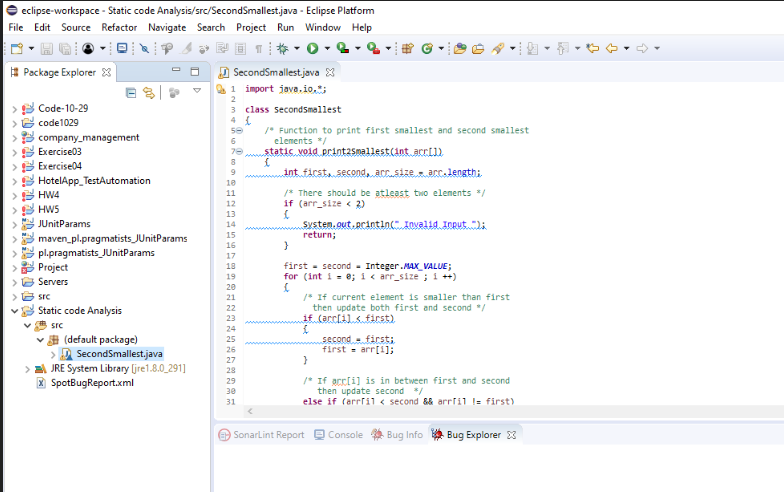 eclipse-workspace - Static code Analysis/src/SecondSmallest.java - Eclipse Platform
File Edit Source Refactor Navigate Search Project Run Window Help
Package Explorer
Code-10-29
code1029
company_management
Exercise03
Exercise04
HotelApp_TestAutomation
HW4
HW5
JUnitParams
maven_pl.pragmatists_JUnitParams
pl.pragmatists_JUnitParams
Project
Servers
src
Static code Analysis
src
(default package)
SecondSmallest.java
JRE System Library [jre1.8.0_291]
SpotBugReport.xml
SecondSmallest.java
1 import java.io.*;
2
3 class SecondSmallest
4 {
5 /* Function to print first smallest and second smallest
6 elements */
7 static void print2Smallest(int arr[])
8 {
9 int first, second, arr_size = arr.length;
10
11 /* There should be atleast two elements */
12 if (arr_size < 2)
13 {
14 System.out.println(" Invalid Input ");
15 return;
16 }
17
18 first = second = Integer.MAX_VALUE;
19 for (int i = 0; i < arr_size ; i ++)
20 {
21 /* If current element is smaller than first
22 then update both first and second */
23 if (arr[i] < first)
24 {
25 second = first;
26 first = arr[i];
27 }
28
29 /* If arr[i] is in between first and second
30 then update second */
31 else if (arr[i] < second && arr[i] != first)
SonarLint Report Console Bug Info Bug Explorer